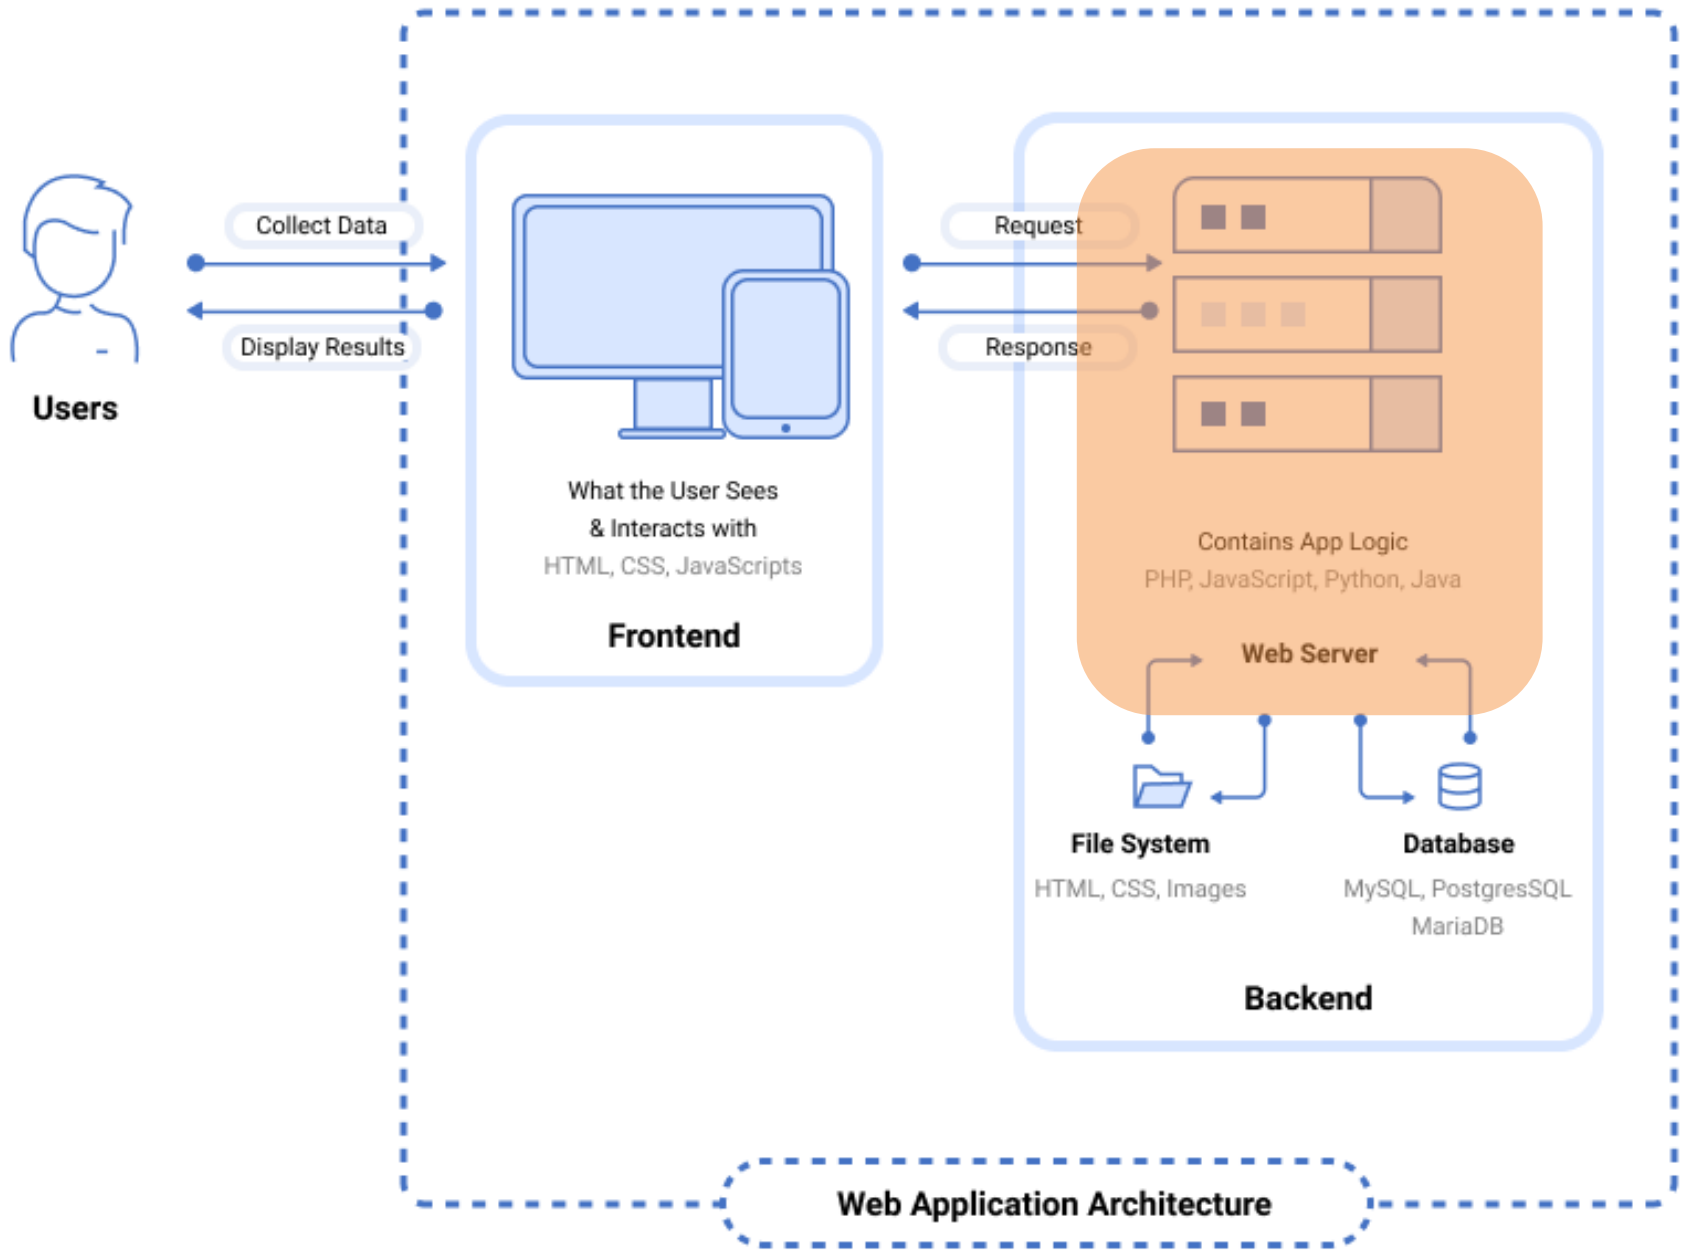 Collect Data
Display Results
Users
What the User Sees
& Interacts with
HTML, CSS, JavaScripts
Frontend
Request
Response
Contains App Logic
PHP, JavaScript, Python, Java
Web Server
File System
HTML, CSS, Images
Database
MySQL, PostgresSQL
MariaDB
Backend
Web Application Architecture